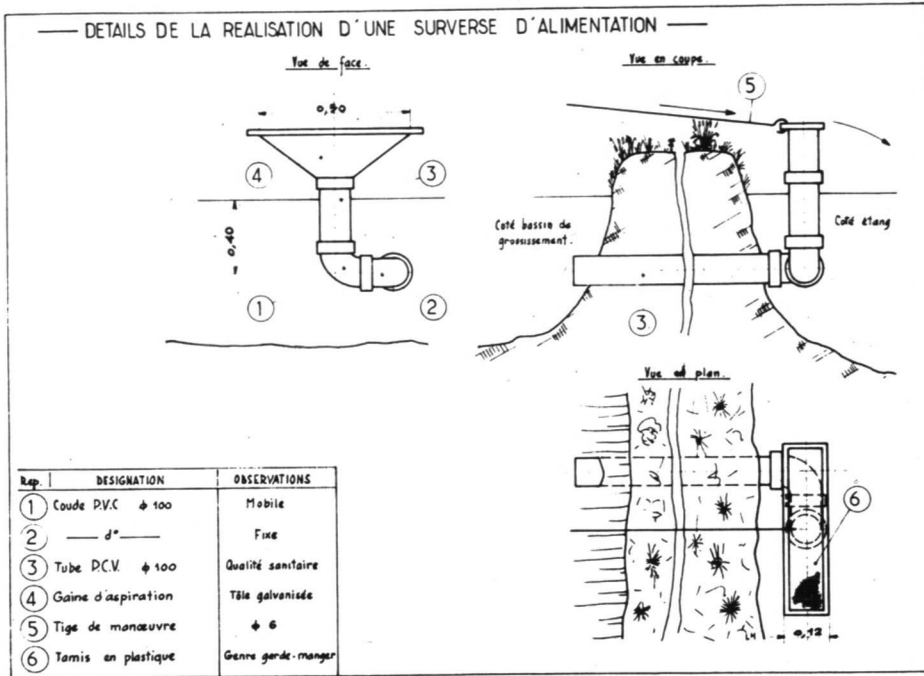 DETAILS DE LA REALISATION D'UNE SURVERSE D'ALIMENTATION
Vue de face.
4
3
0,40
1
2
Vue en coupe.
5
Coté bassin de
grossissement.
Coté étang
3
Vue en plan.
6
0,12
Rep. DESIGNATION OBSERVATIONS
1 Coude P.V.C ϕ 100 Mobile
2 — d° — Fixe
3 Tube P.C.V. ϕ 100 Qualité sanitaire
4 Gaine d'aspiration Tôle galvanisée
5 Tige de manœuvre ϕ 6
6 Tamis en plastique Genre garde-manger